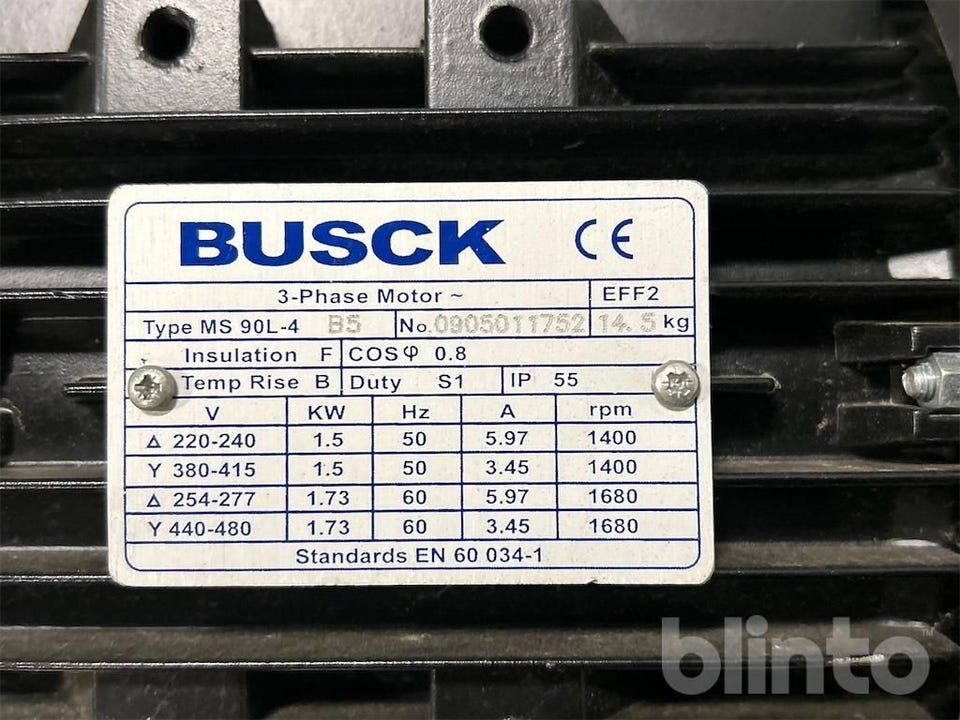 BUSCK CE
3-Phase Motor ~ EFF2
Type MS 90L-4 B5 No. 0905011752 14.5 kg
Insulation F COSφ 0.8
Temp Rise B Duty S1 IP 55
V KW Hz A rpm
Δ 220-240 1.5 50 5.97 1400
Y 380-415 1.5 50 3.45 1400
Δ 254-277 1.73 60 5.97 1680
Y 440-480 1.73 60 3.45 1680
Standards EN 60 034-1
blinto™